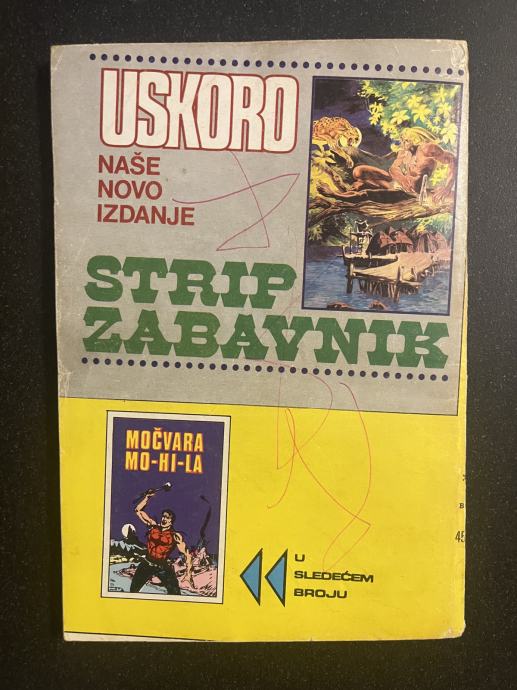 USKORO
NAŠE
NOVO
IZDANJE
STRIP
ZABAVNIK
MOČVARA
MO-HI-LA
U
SLEDEĆEM
BROJU